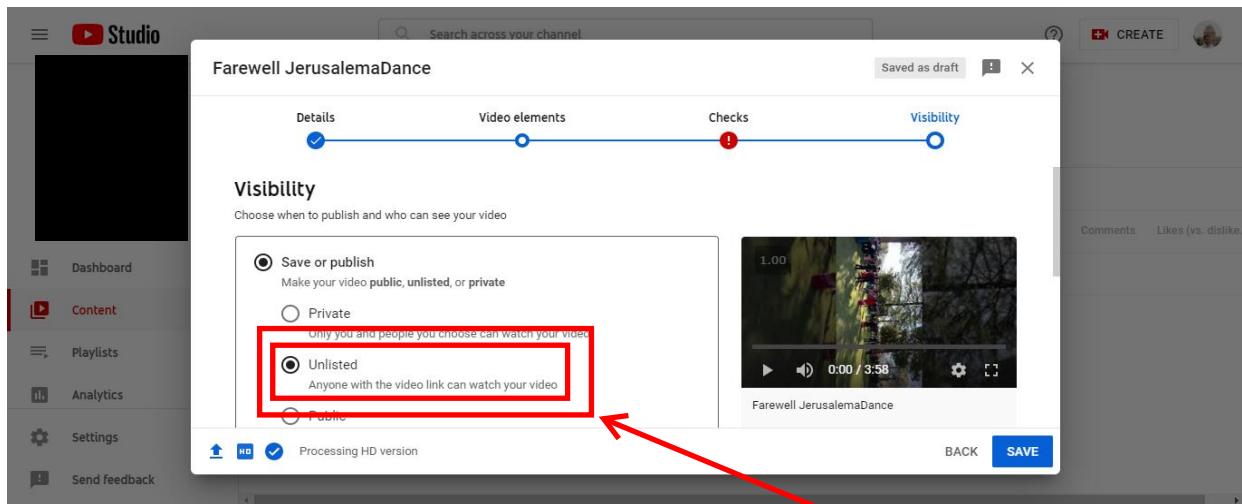 Studio
Search across your channel
CREATE
Farewell JerusalemaDance
Saved as draft
Details
Video elements
Checks
Visibility
Visibility
Choose when to publish and who can see your video
Comments
Likes (vs. dislike
Save or publish
Make your video public, unlisted, or private
Private
Only you and people you choose can watch your video
Unlisted
Anyone with the video link can watch your video
Public
1.00
0:00 / 3:58
Farewell JerusalemaDance
Dashboard
Content
Playlists
Analytics
Settings
Send feedback
HD
Processing HD version
BACK
SAVE